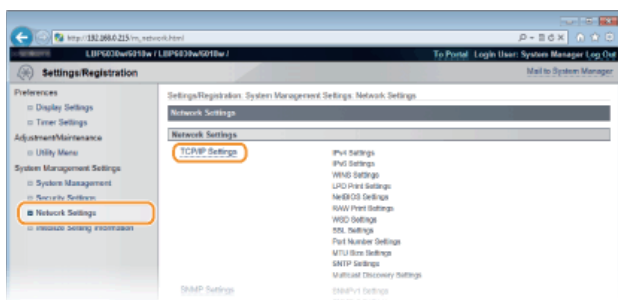 http://192.168.0.215/m_network.html
LBP6030w/6018w / LBP6030w/6018w /
To Portal Login User: System Manager Log Out
Settings/Registration
Mail to System Manager
Preferences
Display Settings
Timer Settings
Adjustment/Maintenance
Utility Menu
System Management Settings
System Management
Security Settings
Network Settings
Initialize Setting Information
Settings/Registration: System Management Settings: Network Settings
Network Settings
Network Settings
TCP/IP Settings
IPv4 Settings
IPv6 Settings
WINS Settings
LPD Print Settings
NetBIOS Settings
RAW Print Settings
WSD Settings
SSL Settings
Port Number Settings
MTU Size Settings
SNTP Settings
Multicast Discovery Settings
SNMP Settings
SNMPv1 Settings